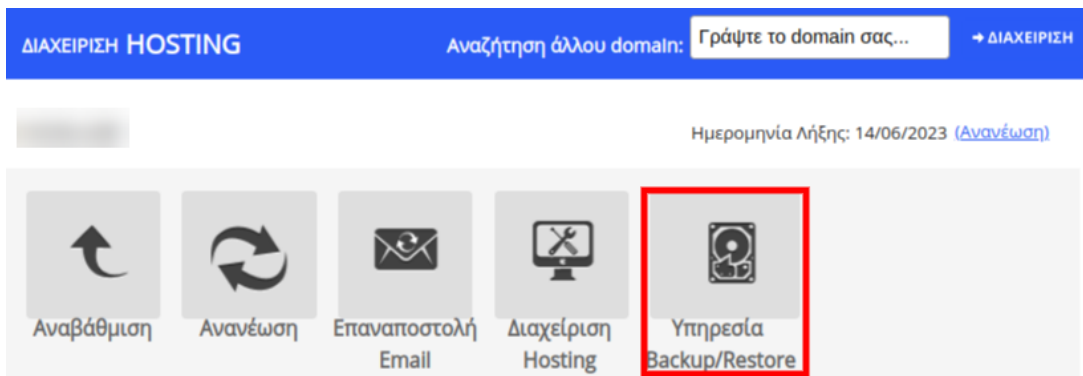 ΔΙΑΧΕΙΡΙΣΗ HOSTING
Αναζήτηση άλλου domain: Γράψτε το domain σας... ➔ ΔΙΑΧΕΙΡΙΣΗ
Ημερομηνία Λήξης: 14/06/2023 (Ανανέωση)
Αναβάθμιση
Ανανέωση
Επαναποστολή
Email
Διαχείριση
Hosting
Υπηρεσία
Backup/Restore